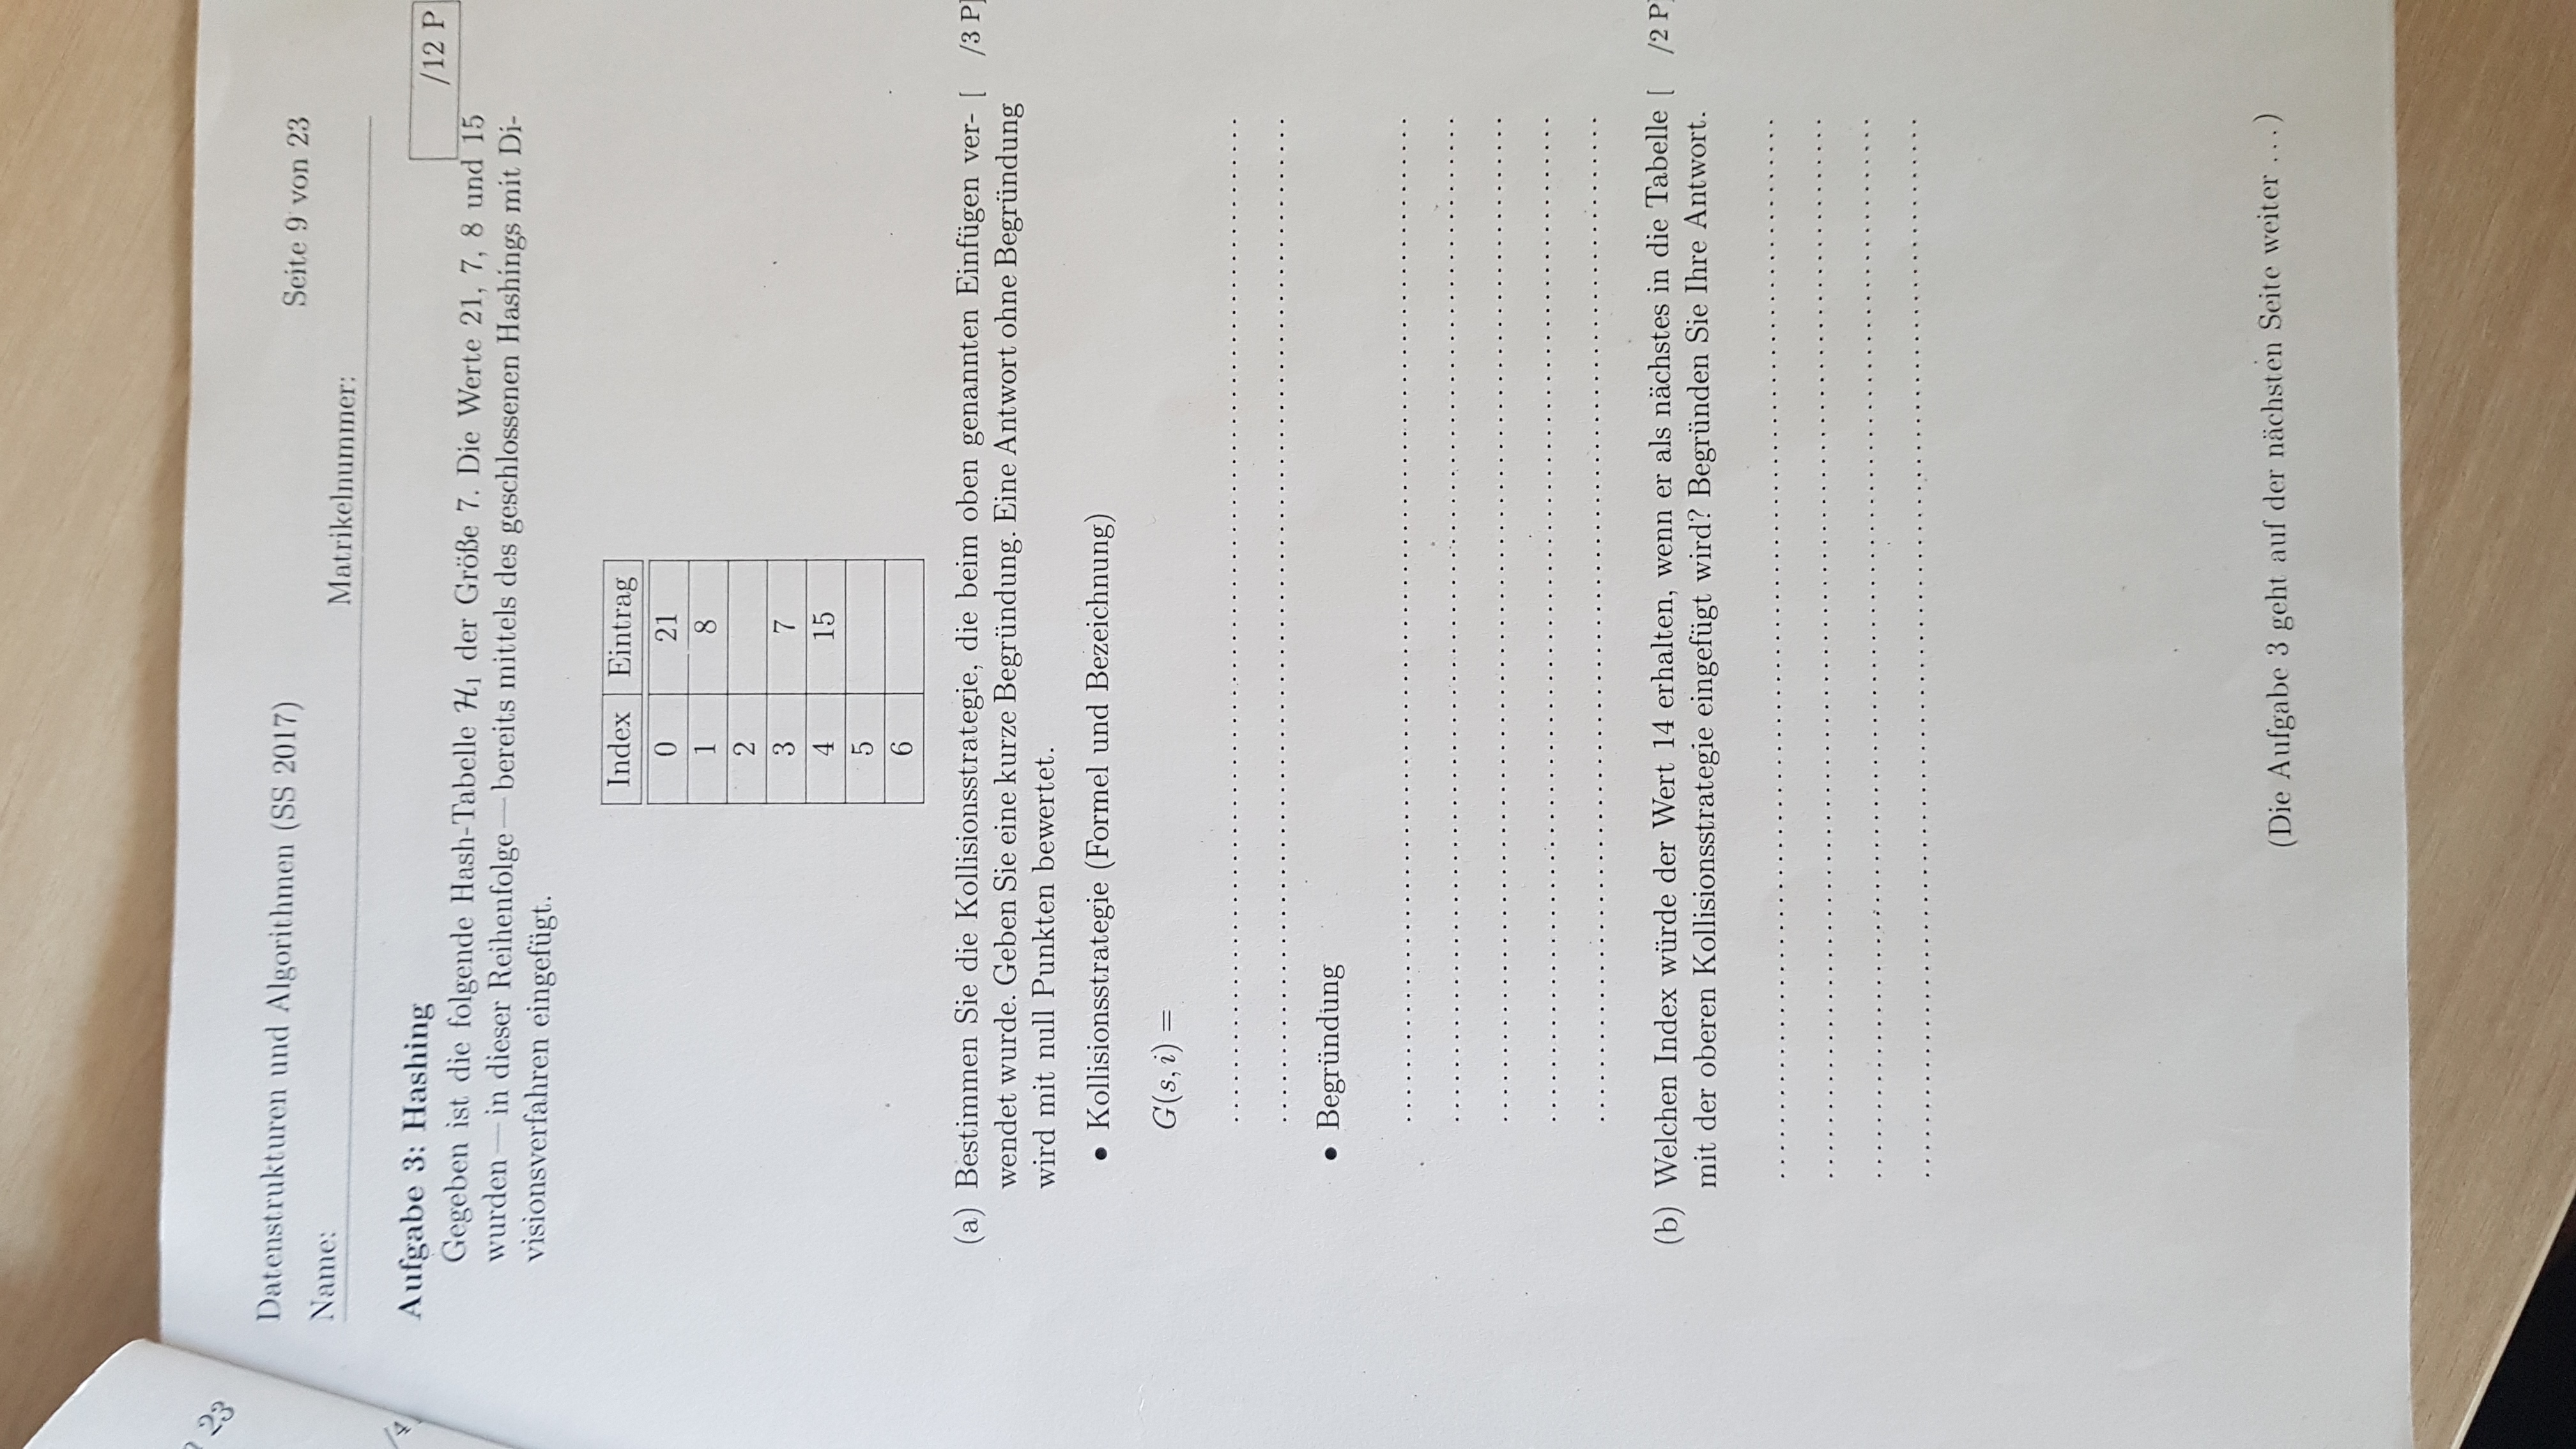 23
/4
Datenstrukturen und Algorithmen (SS 2017)
Seite 9 von 23
Name:
Matrikelnummer:
Aufgabe 3: Hashing
/12 P
Gegeben ist die folgende Hash-Tabelle ℋ₁ der Größe 7. Die Werte 21, 7, 8 und 15
wurden — in dieser Reihenfolge — bereits mittels des geschlossenen Hashings mit Di-
visionsverfahren eingefügt.
Index Eintrag
0 21
1 8
2
3 7
4 15
5
6
(a) Bestimmen Sie die Kollisionsstrategie, die beim oben genannten Einfügen ver- [ /3 P]
wendet wurde. Geben Sie eine kurze Begründung. Eine Antwort ohne Begründung
wird mit null Punkten bewertet.
• Kollisionsstrategie (Formel und Bezeichnung)
G(s, i) =
• Begründung
(b) Welchen Index würde der Wert 14 erhalten, wenn er als nächstes in die Tabelle [ /2 P]
mit der oberen Kollisionsstrategie eingefügt wird? Begründen Sie Ihre Antwort.
(Die Aufgabe 3 geht auf der nächsten Seite weiter ...)